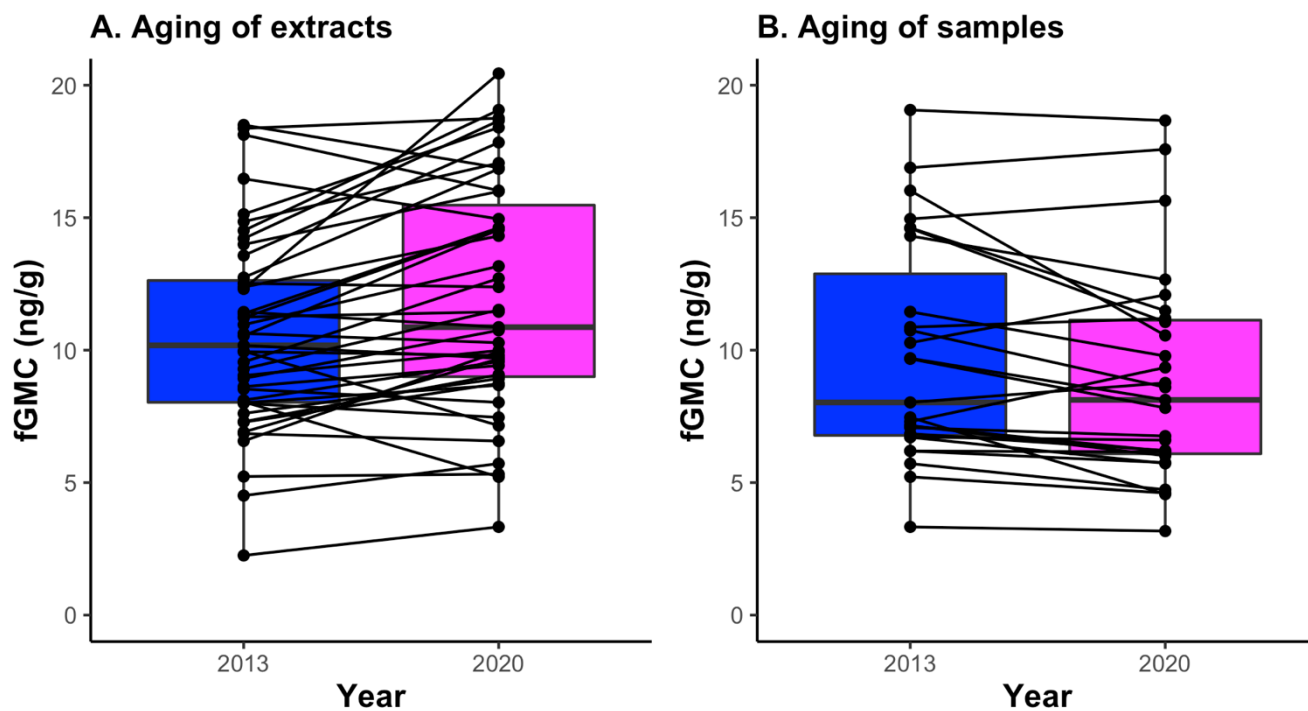 A. Aging of extracts
fGMC (ng/g)
20
15
10
5
0
2013 2020
Year
B. Aging of samples
fGMC (ng/g)
20
15
10
5
0
2013 2020
Year